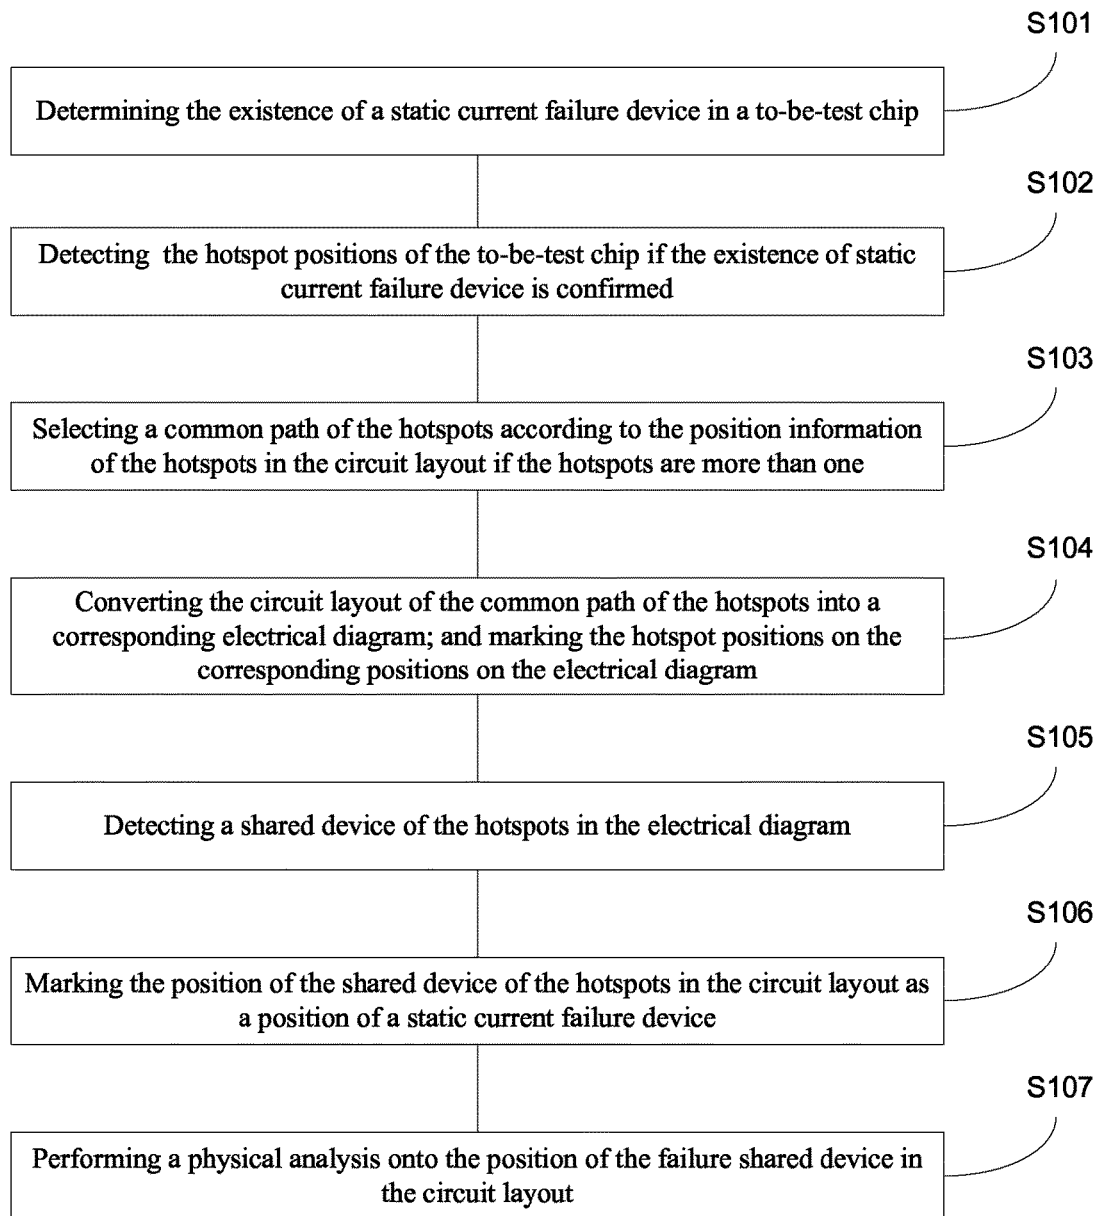 S101
Determining the existence of a static current failure device in a to-be-test chip
S102
Detecting the hotspot positions of the to-be-test chip if the existence of static
current failure device is confirmed
S103
Selecting a common path of the hotspots according to the position information
of the hotspots in the circuit layout if the hotspots are more than one
S104
Converting the circuit layout of the common path of the hotspots into a
corresponding electrical diagram; and marking the hotspot positions on the
corresponding positions on the electrical diagram
S105
Detecting a shared device of the hotspots in the electrical diagram
S106
Marking the position of the shared device of the hotspots in the circuit layout as
a position of a static current failure device
S107
Performing a physical analysis onto the position of the failure shared device in
the circuit layout